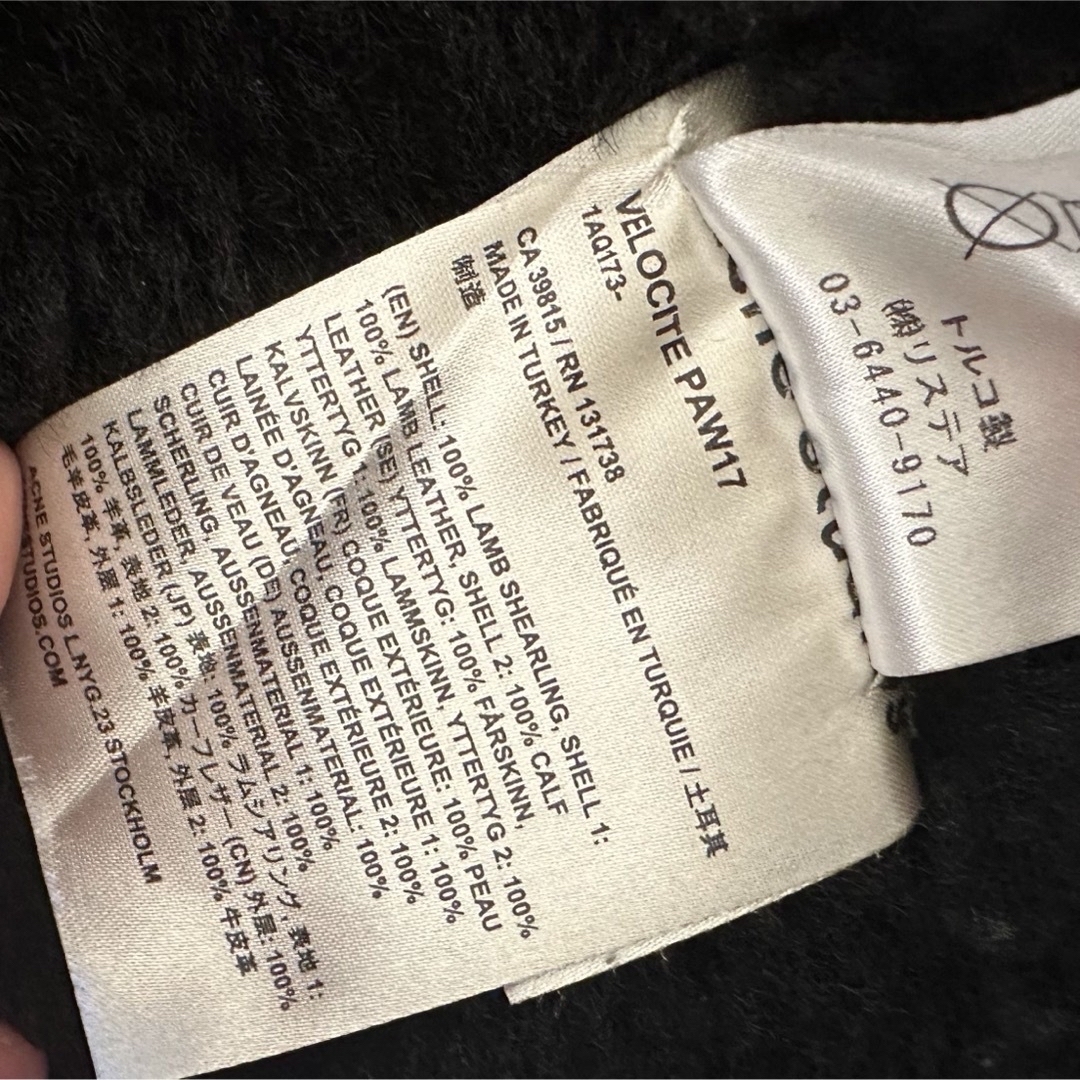 VELOCITE PAW17
1AQ173-
CA 39815 / RN 131738
MADE IN TURKEY / FABRIQUÉ EN TURQUIE / 土耳其
制造
(EN) SHELL: 100% LAMB SHEARLING, SHELL 1:
100% LAMB LEATHER, SHELL 2: 100% CALF
LEATHER (SE) YTTERTYG: 100% FÅRSKINN,
YTTERTYG 1: 100% LAMMSKINN, YTTERTYG 2: 100%
KALVSKINN (FR) COQUE EXTÉRIEURE: 100% PEAU
LAINÉE D'AGNEAU, COQUE EXTÉRIEURE 1: 100%
CUIR D'AGNEAU, COQUE EXTÉRIEURE 2: 100%
CUIR DE VEAU (DE) AUSSENMATERIAL: 100%
SCHERLING, AUSSENMATERIAL 1: 100%
LAMMLEDER, AUSSENMATERIAL 2: 100%
KALBSLEDER (JP) 表地: 100% ラムシアリング, 表地 1:
100% 羊革, 表地 2: 100% カーフレザー (CN) 外层: 100%
毛羊皮革, 外层 1: 100% 羊皮革, 外层 2: 100% 牛皮革
ACNE STUDIOS L.NYG.23 STOCKHOLM
STUDIOS.COM
トルコ製
㈱リステア
03-6440-9170